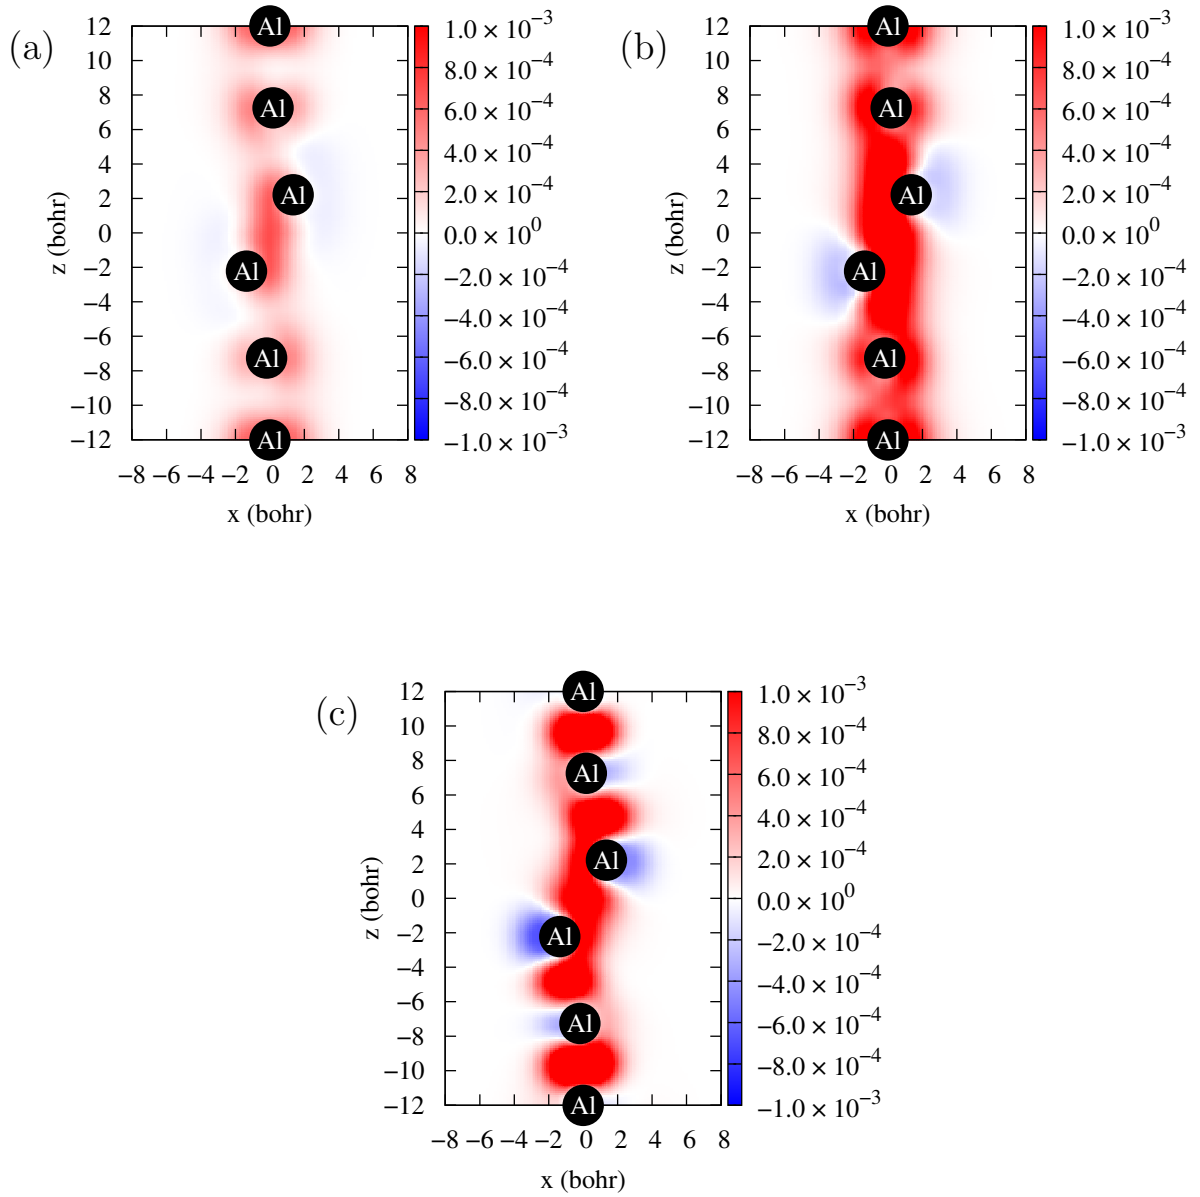 (a)
12
10
8
6
4
2
0
−2
−4
−6
−8
−10
−12
z (bohr)
Al
Al
Al
Al
Al
Al
−8 −6 −4 −2 0 2 4 6 8
x (bohr)
1.0 × 10⁻³
8.0 × 10⁻⁴
6.0 × 10⁻⁴
4.0 × 10⁻⁴
2.0 × 10⁻⁴
0.0 × 10⁰
−2.0 × 10⁻⁴
−4.0 × 10⁻⁴
−6.0 × 10⁻⁴
−8.0 × 10⁻⁴
−1.0 × 10⁻³
(b)
12
10
8
6
4
2
0
−2
−4
−6
−8
−10
−12
z (bohr)
Al
Al
Al
Al
Al
Al
−8 −6 −4 −2 0 2 4 6 8
x (bohr)
1.0 × 10⁻³
8.0 × 10⁻⁴
6.0 × 10⁻⁴
4.0 × 10⁻⁴
2.0 × 10⁻⁴
0.0 × 10⁰
−2.0 × 10⁻⁴
−4.0 × 10⁻⁴
−6.0 × 10⁻⁴
−8.0 × 10⁻⁴
−1.0 × 10⁻³
(c)
12
10
8
6
4
2
0
−2
−4
−6
−8
−10
−12
z (bohr)
Al
Al
Al
Al
Al
Al
−8 −6 −4 −2 0 2 4 6 8
x (bohr)
1.0 × 10⁻³
8.0 × 10⁻⁴
6.0 × 10⁻⁴
4.0 × 10⁻⁴
2.0 × 10⁻⁴
0.0 × 10⁰
−2.0 × 10⁻⁴
−4.0 × 10⁻⁴
−6.0 × 10⁻⁴
−8.0 × 10⁻⁴
−1.0 × 10⁻³